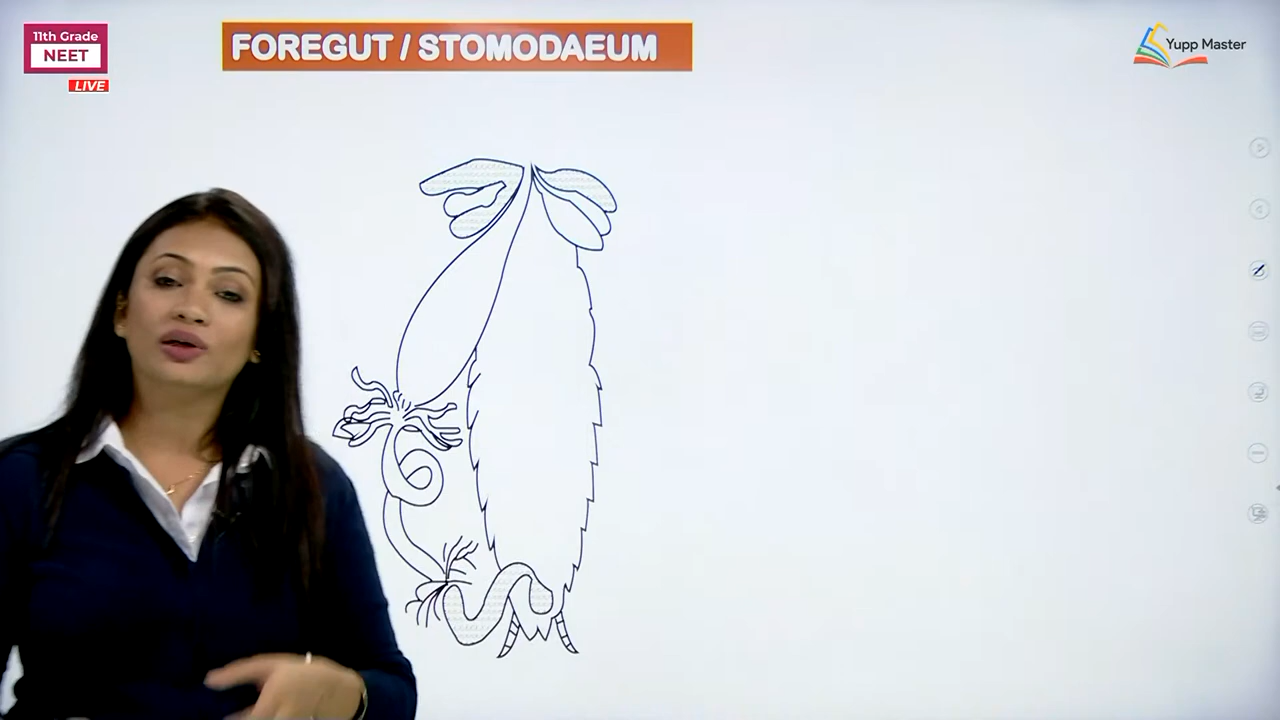 11th Grade
NEET
LIVE
FOREGUT / STOMODAEUM
Yupp Master